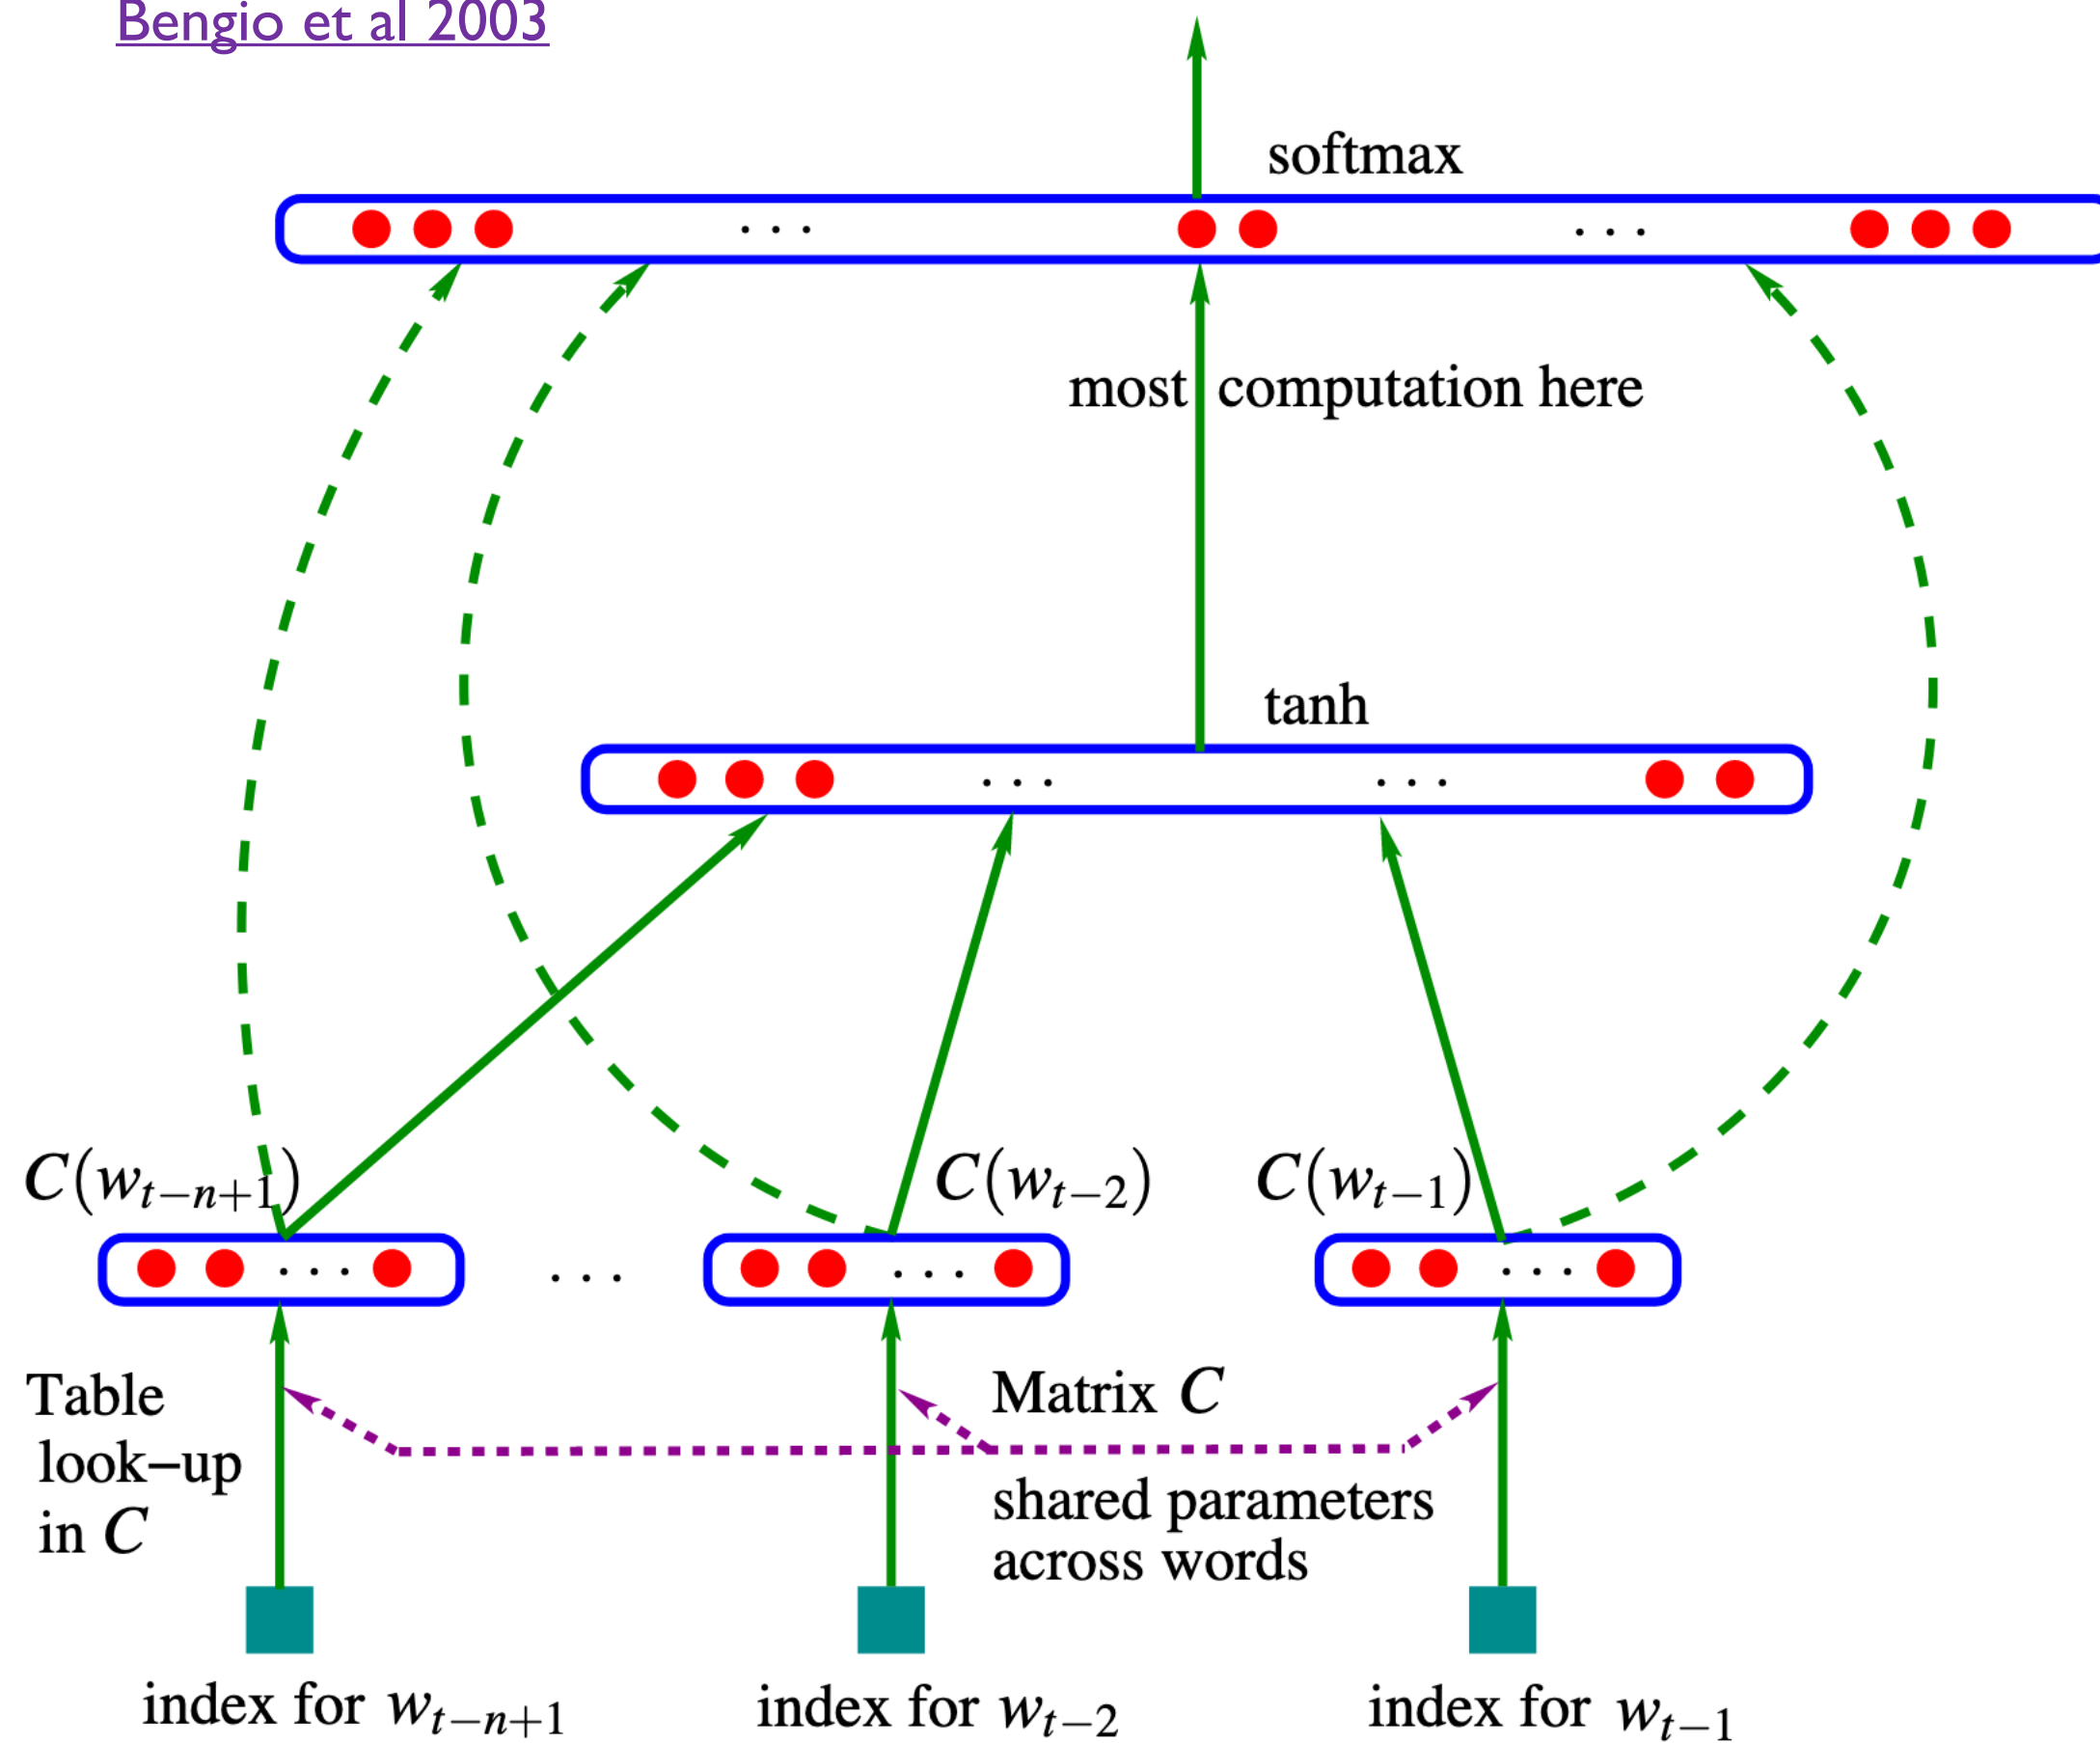 Bengio et al 2003
softmax
. . .
. . .
most computation here
tanh
. . .
. . .
C(w_{t−n+1})
C(w_{t−2})
C(w_{t−1})
. . .
. . .
. . .
. . .
Table
look−up
in C
Matrix C
shared parameters
across words
index for w_{t−n+1}
index for w_{t−2}
index for w_{t−1}